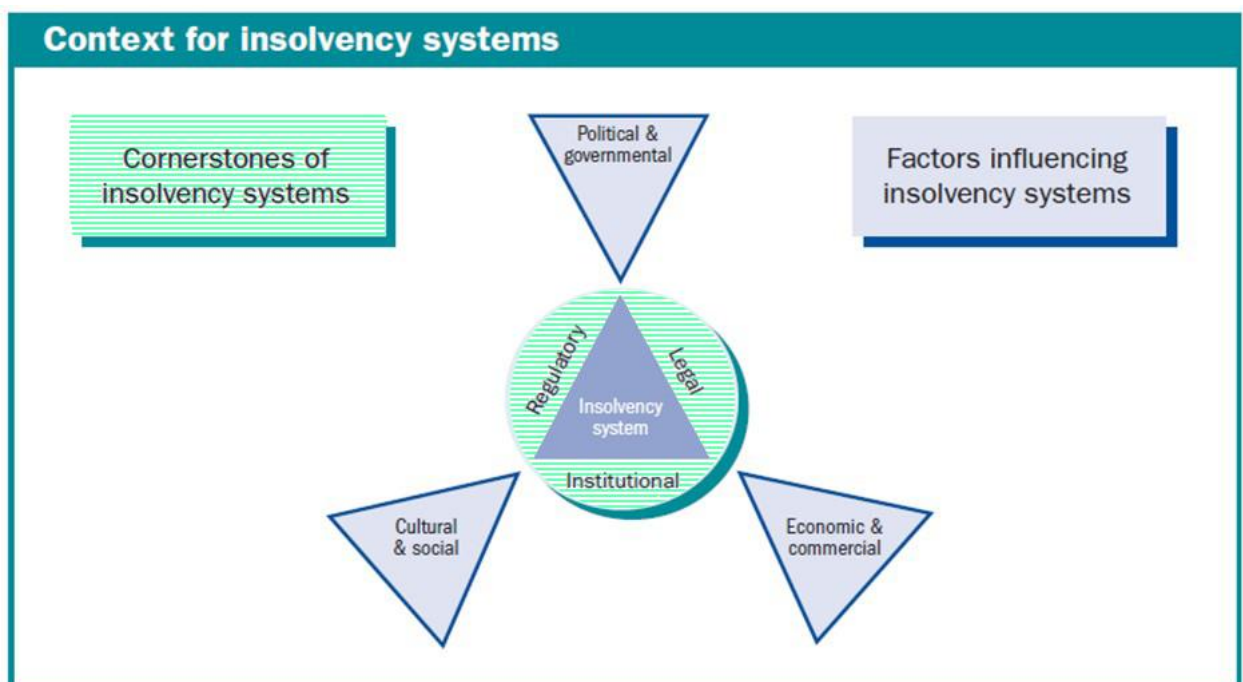 Context for insolvency systems
Cornerstones of
insolvency systems
Political &
governmental
Factors influencing
insolvency systems
Regulatory
Legal
Insolvency
system
Institutional
Cultural
& social
Economic &
commercial